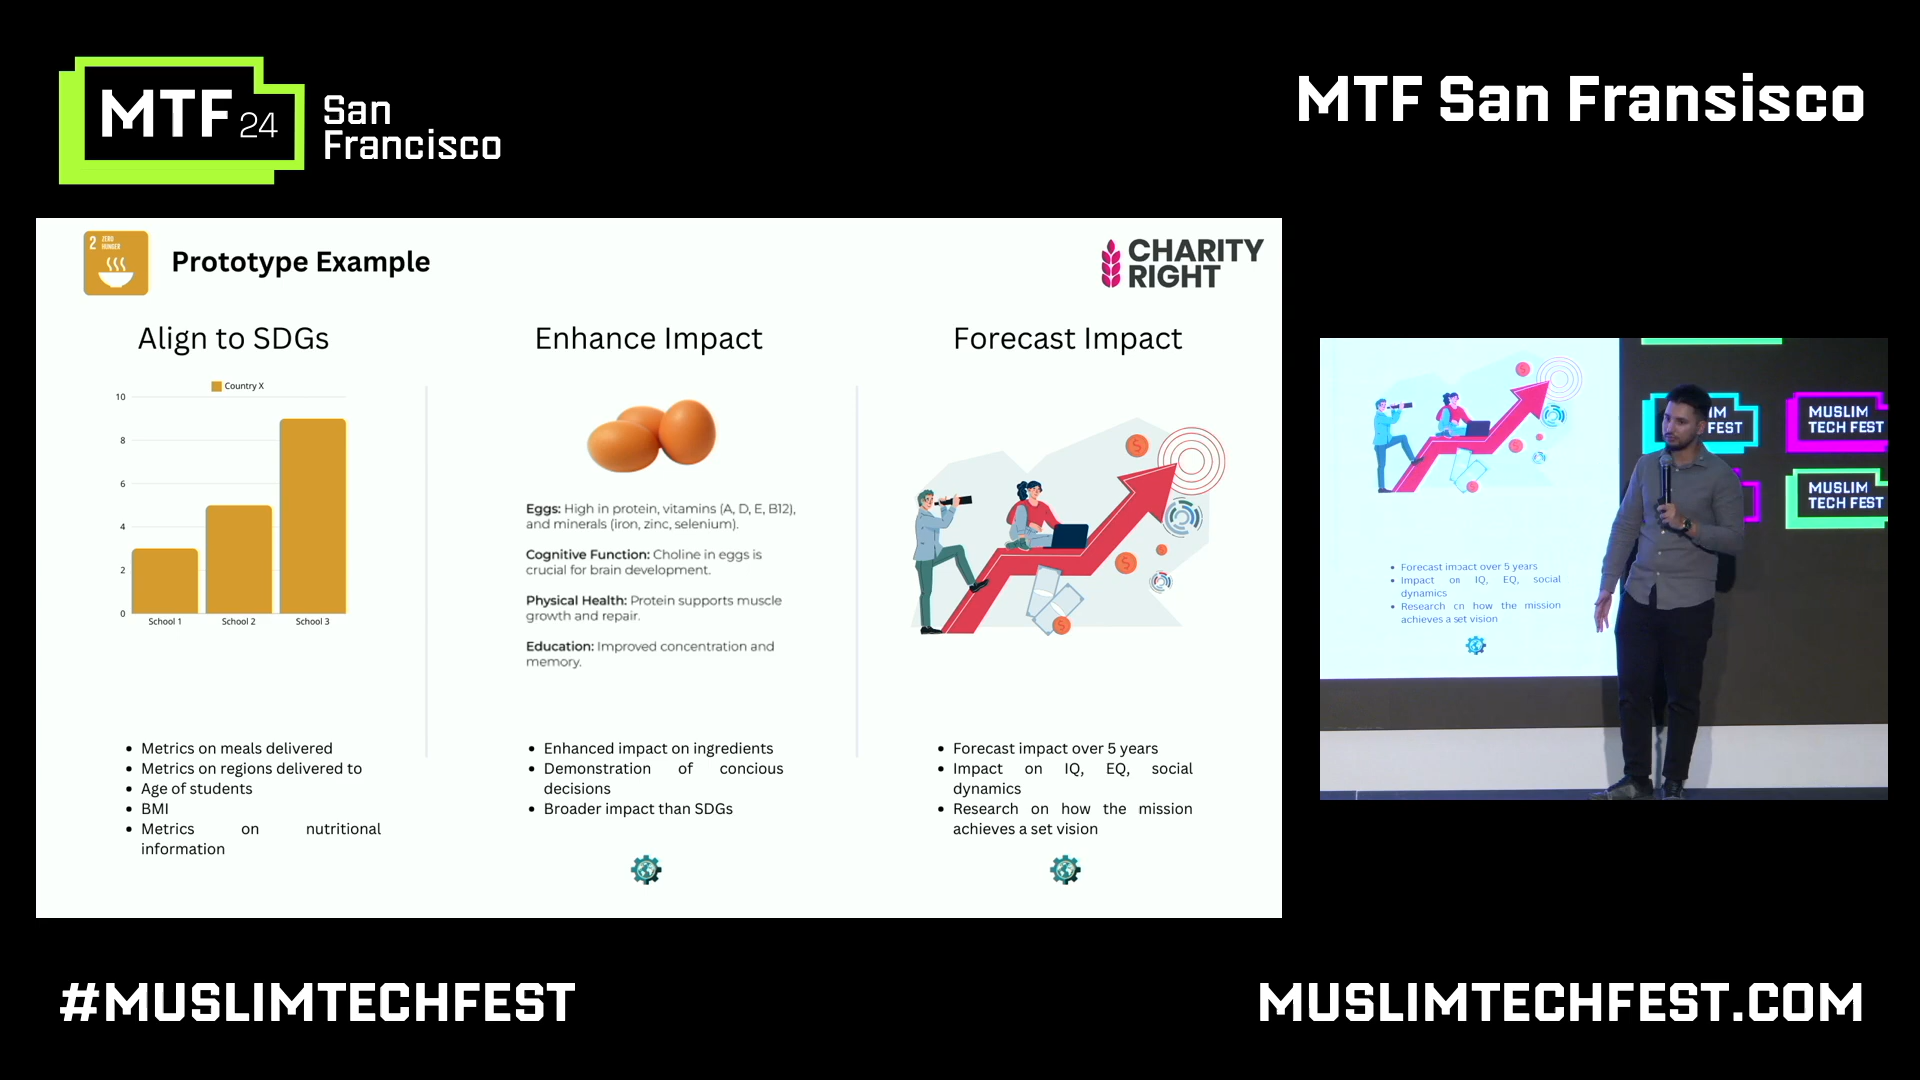 MTF 24
San
Francisco
MTF San Fransisco
2 ZERO
HUNGER
Prototype Example
CHARITY
RIGHT
Align to SDGs
Country X
10
8
6
4
2
0
School 1
School 2
School 3
Metrics on meals delivered
Metrics on regions delivered to
Age of students
BMI
Metrics on nutritional
information
Enhance Impact
Eggs: High in protein, vitamins (A, D, E, B12),
and minerals (iron, zinc, selenium).
Cognitive Function: Choline in eggs is
crucial for brain development.
Physical Health: Protein supports muscle
growth and repair.
Education: Improved concentration and
memory.
Enhanced impact on ingredients
Demonstration of concious
decisions
Broader impact than SDGs
Forecast Impact
$
$
$
Forecast impact over 5 years
Impact on IQ, EQ, social
dynamics
Research on how the mission
achieves a set vision
Forecast impact over 5 years
Impact on IQ, EQ, social
dynamics
Research on how the mission
achieves a set vision
IM
FEST
MUSLIM
TECH FEST
MUSLIM
TECH FEST
#MUSLIMTECHFEST
MUSLIMTECHFEST.COM